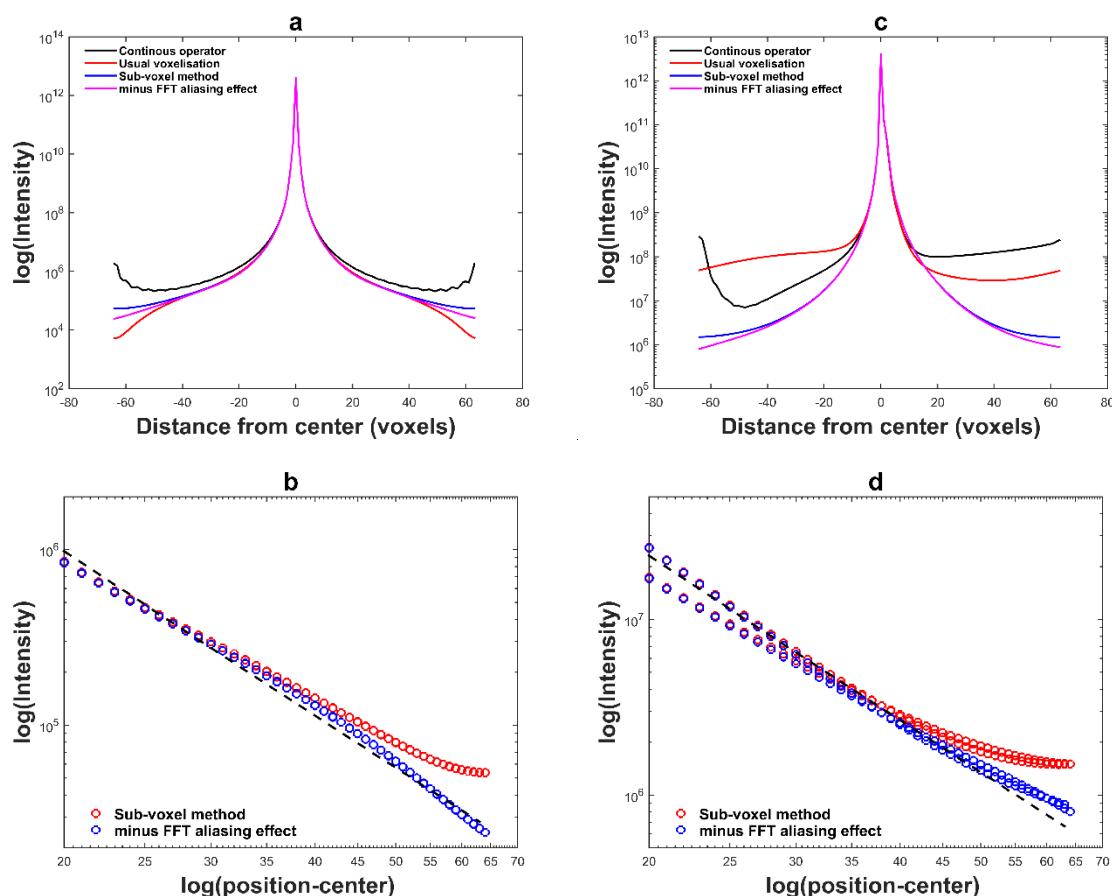 a
log(Intensity)
10^14
10^12
10^10
10^8
10^6
10^4
10^2
Continous operator
Usual voxelisation
Sub-voxel method
minus FFT aliasing effect
-80 -60 -40 -20 0 20 40 60 80
Distance from center (voxels)
c
log(Intensity)
10^13
10^12
10^11
10^10
10^9
10^8
10^7
10^6
10^5
Continous operator
Usual voxelisation
Sub-voxel method
minus FFT aliasing effect
-80 -60 -40 -20 0 20 40 60 80
Distance from center (voxels)
b
log(Intensity)
10^6
10^5
Sub-voxel method
minus FFT aliasing effect
20 25 30 35 40 45 50 55 60 65 70
log(position-center)
d
log(Intensity)
10^7
10^6
Sub-voxel method
minus FFT aliasing effect
20 25 30 35 40 45 50 55 60 65 70
log(position-center)